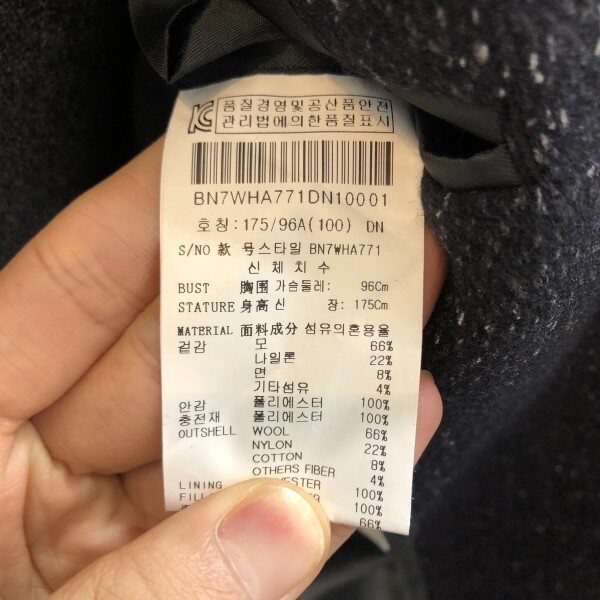 품질경영및공산품안전
관리법에의한품질표시
BN7WHA771DN10001
호칭:175/96A(100) DN
S/NO 款 号스타일 BN7WHA771
신체치수
BUST 胸围 가슴둘레: 96Cm
STATURE 身高 신 장: 175Cm
MATERIAL 面料成分 섬유의혼용율
겉감 모 66%
나일론 22%
면 8%
기타섬유 4%
안감 폴리에스터 100%
충전재 폴리에스터 100%
OUTSHELL WOOL 66%
NYLON 22%
COTTON 8%
OTHERS FIBER 4%
LINING 100%
100%
66%